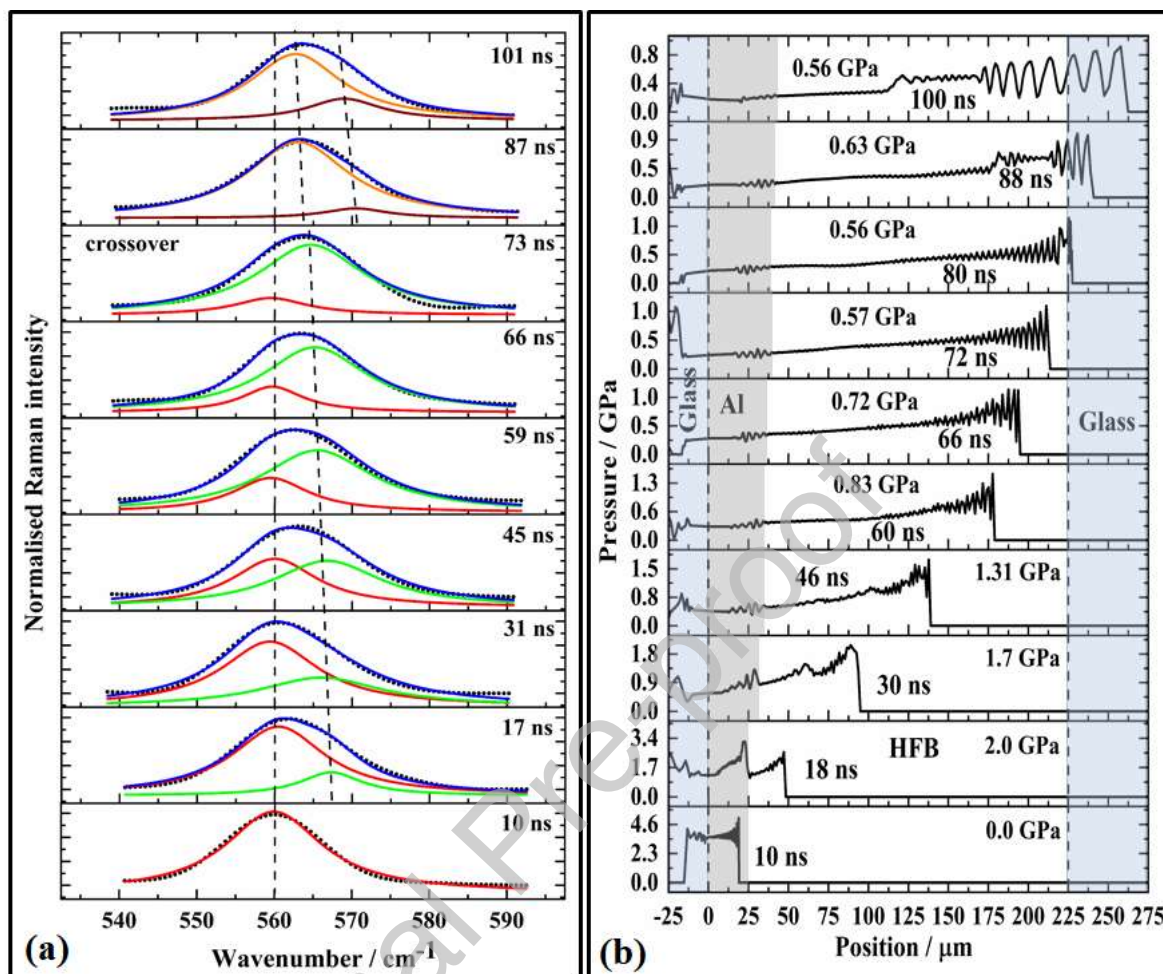 101 ns
87 ns
crossover
73 ns
66 ns
59 ns
45 ns
31 ns
17 ns
10 ns
Normalised Raman intensity
540 550 560 570 580 590
Wavenumber / cm-1
(a)
0.8
0.4
0.0
0.56 GPa
100 ns
0.9
0.5
0.0
0.63 GPa
88 ns
1.0
0.5
0.0
0.56 GPa
80 ns
1.0
0.5
0.0
0.57 GPa
72 ns
1.0
0.5
0.0
Glass
Al
0.72 GPa
66 ns
Glass
1.3
0.6
0.0
0.83 GPa
60 ns
1.5
0.8
0.0
46 ns
1.31 GPa
1.8
0.9
0.0
30 ns
1.7 GPa
3.4
1.7
0.0
18 ns
HFB
2.0 GPa
4.6
2.3
0.0
10 ns
0.0 GPa
Pressure / GPa
-25 0 25 50 75 100 125 150 175 200 225 250 275
Position / µm
(b)
al Pre-proof